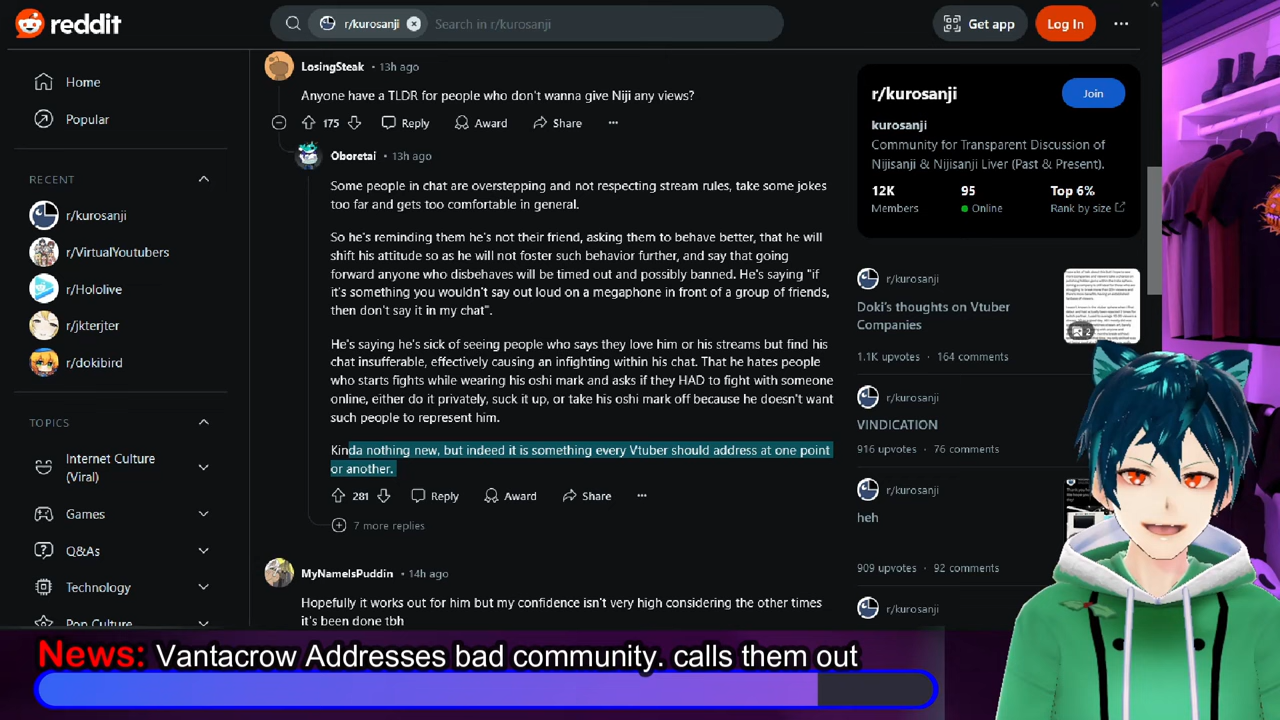 reddit
r/kurosanji
Search in r/kurosanji
Get app
Log In
Home
Popular
RECENT
r/kurosanji
r/VirtualYoutubers
r/Hololive
r/jkterjter
r/dokibird
TOPICS
Internet Culture
(Viral)
Games
Q&As
Technology
Pop Culture
LosingSteak • 13h ago
Anyone have a TLDR for people who don't wanna give Niji any views?
175 Reply Award Share
Oboretai • 13h ago
Some people in chat are overstepping and not respecting stream rules, take some jokes
too far and gets too comfortable in general.
So he's reminding them he's not their friend, asking them to behave better, that he will
shift his attitude so as he will not foster such behavior further, and say that going
forward anyone who disbehaves will be timed out and possibly banned. He's saying "if
it's something you wouldn't say out loud on a megaphone in front of a group of friends,
then don't say it in my chat".
He's saying he's sick of seeing people who says they love him or his streams but find his
chat insufferable, effectively causing an infighting within his chat. That he hates people
who starts fights while wearing his oshi mark and asks if they HAD to fight with someone
online, either do it privately, suck it up, or take his oshi mark off because he doesn't want
such people to represent him.
Kinda nothing new, but indeed it is something every Vtuber should address at one point
or another.
281 Reply Award Share
7 more replies
MyNameIsPuddin • 14h ago
Hopefully it works out for him but my confidence isn't very high considering the other times
it's been done tbh
r/kurosanji
Join
kurosanji
Community for Transparent Discussion of
Nijisanji & Nijisanji Liver (Past & Present).
12K 95 Top 6%
Members Online Rank by size
r/kurosanji
Doki's thoughts on Vtuber
Companies
1.1K upvotes • 164 comments
r/kurosanji
VINDICATION
916 upvotes • 76 comments
r/kurosanji
heh
909 upvotes • 92 comments
r/kurosanji
News: Vantacrow Addresses bad community. calls them out